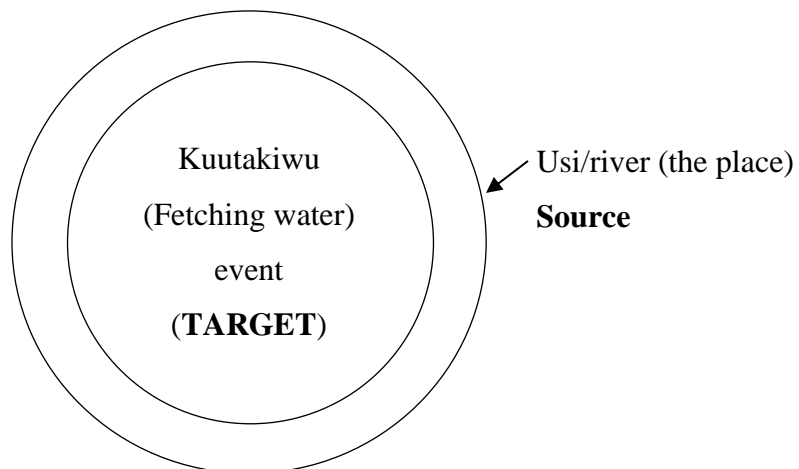 Kuutakiwu
(Fetching water)
event
(TARGET)
Usi/river (the place)
Source